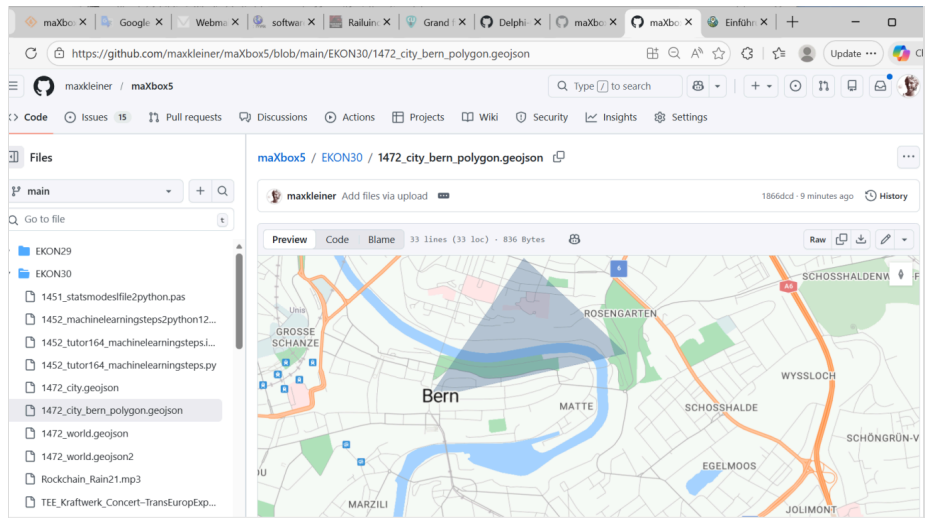 maXbo
Google
Webma
softwar
Railuin
Grand f
Delphi-
maXbo
maXbo
Einführ
https://github.com/maxkleiner/maXbox5/blob/main/EKON30/1472_city_bern_polygon.geojson
Update
maxkleiner / maXbox5
Type / to search
Code
Issues 15
Pull requests
Discussions
Actions
Projects
Wiki
Security
Insights
Settings
Files
maXbox5 / EKON30 / 1472_city_bern_polygon.geojson
main
maxkleiner Add files via upload
1866dcd · 9 minutes ago
History
Go to file
t
Preview
Code
Blame
33 lines (33 loc) · 836 Bytes
Raw
EKON29
EKON30
1451_statsmodeslfile2python.pas
1452_machinelearningsteps2python12...
1452_tutor164_machinelearningsteps.i...
1452_tutor164_machinelearningsteps.py
1472_city.geojson
1472_city_bern_polygon.geojson
1472_world.geojson
1472_world.geojson2
Rockchain_Rain21.mp3
TEE_Kraftwerk_Concert–TransEuropExp...
6
SCHOSSHALDENW
F
A6
Unis
ROSENGARTEN
GROSSE
SCHANZE
WYSSLOCH
Bern
MATTE
SCHOSSHALDE
SCHÖNGRÜN-V
EGELMOOS
MARZILI
JOLIMONT